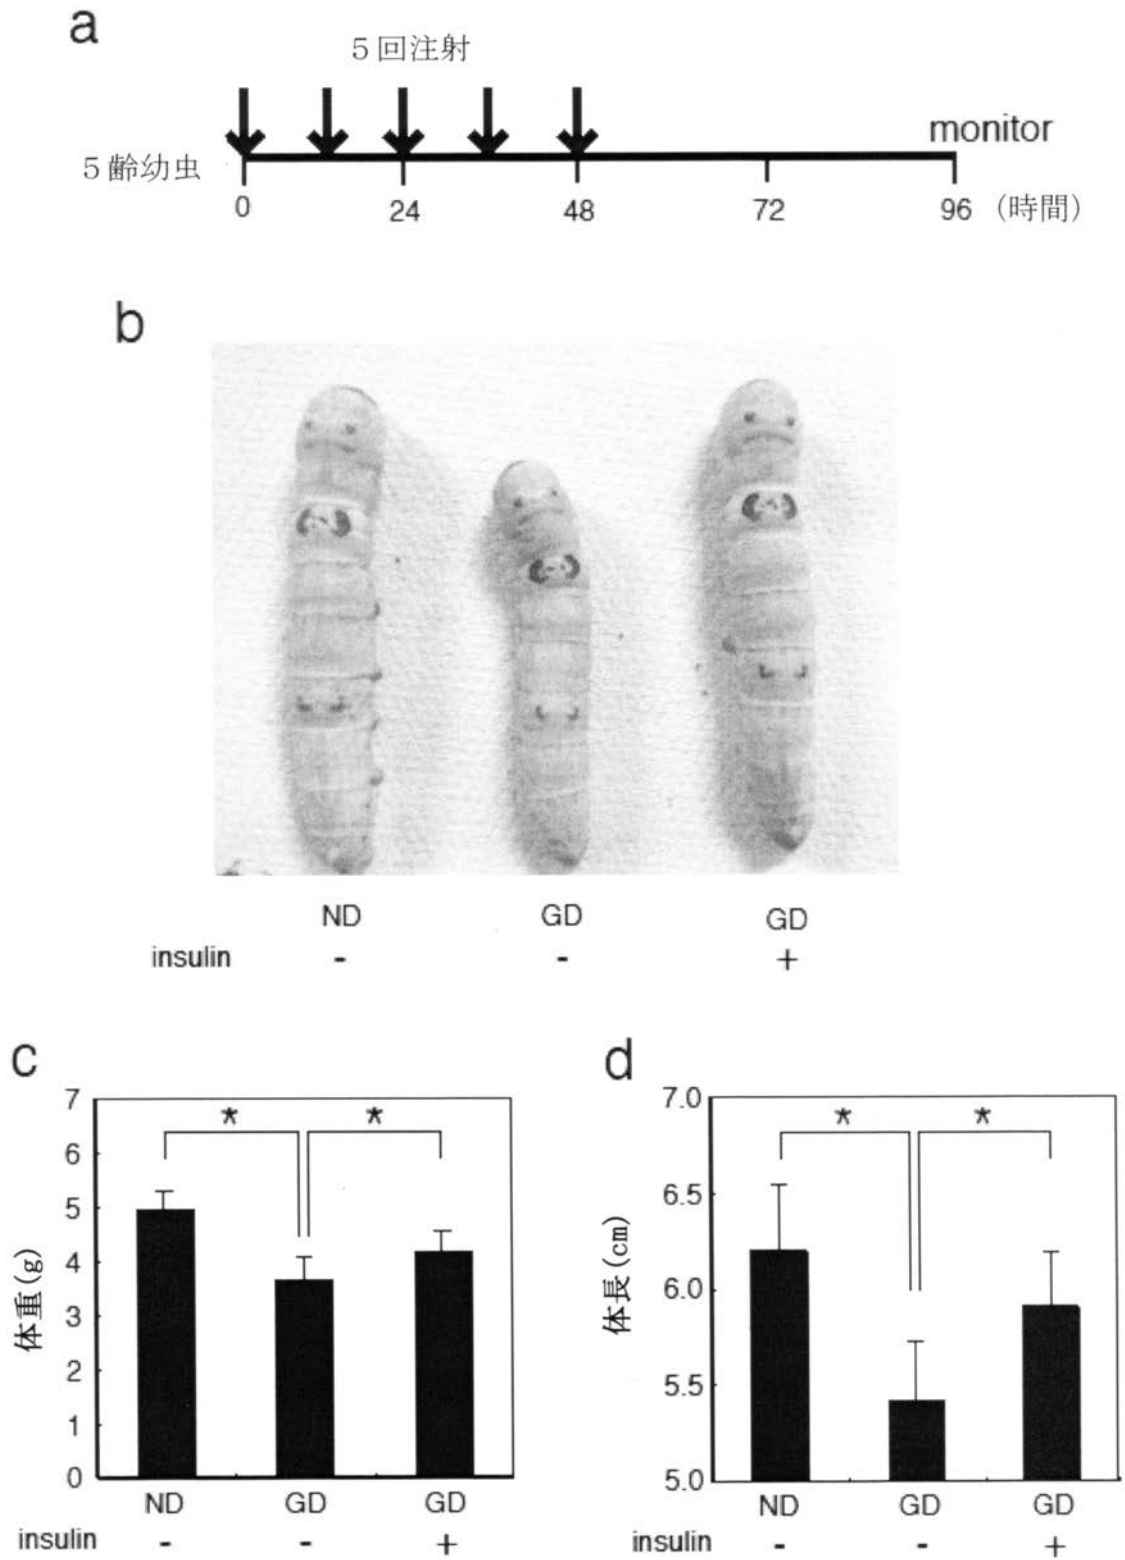 a
5回注射
monitor
5齢幼虫
0 24 48 72 96 (時間)
b
ND GD GD
insulin - - +
c
7
6
5
4
3
2
1
0
体重(g)
* *
ND GD GD
insulin - - +
d
7.0
6.5
6.0
5.5
5.0
体長(cm)
* *
ND GD GD
insulin - - +